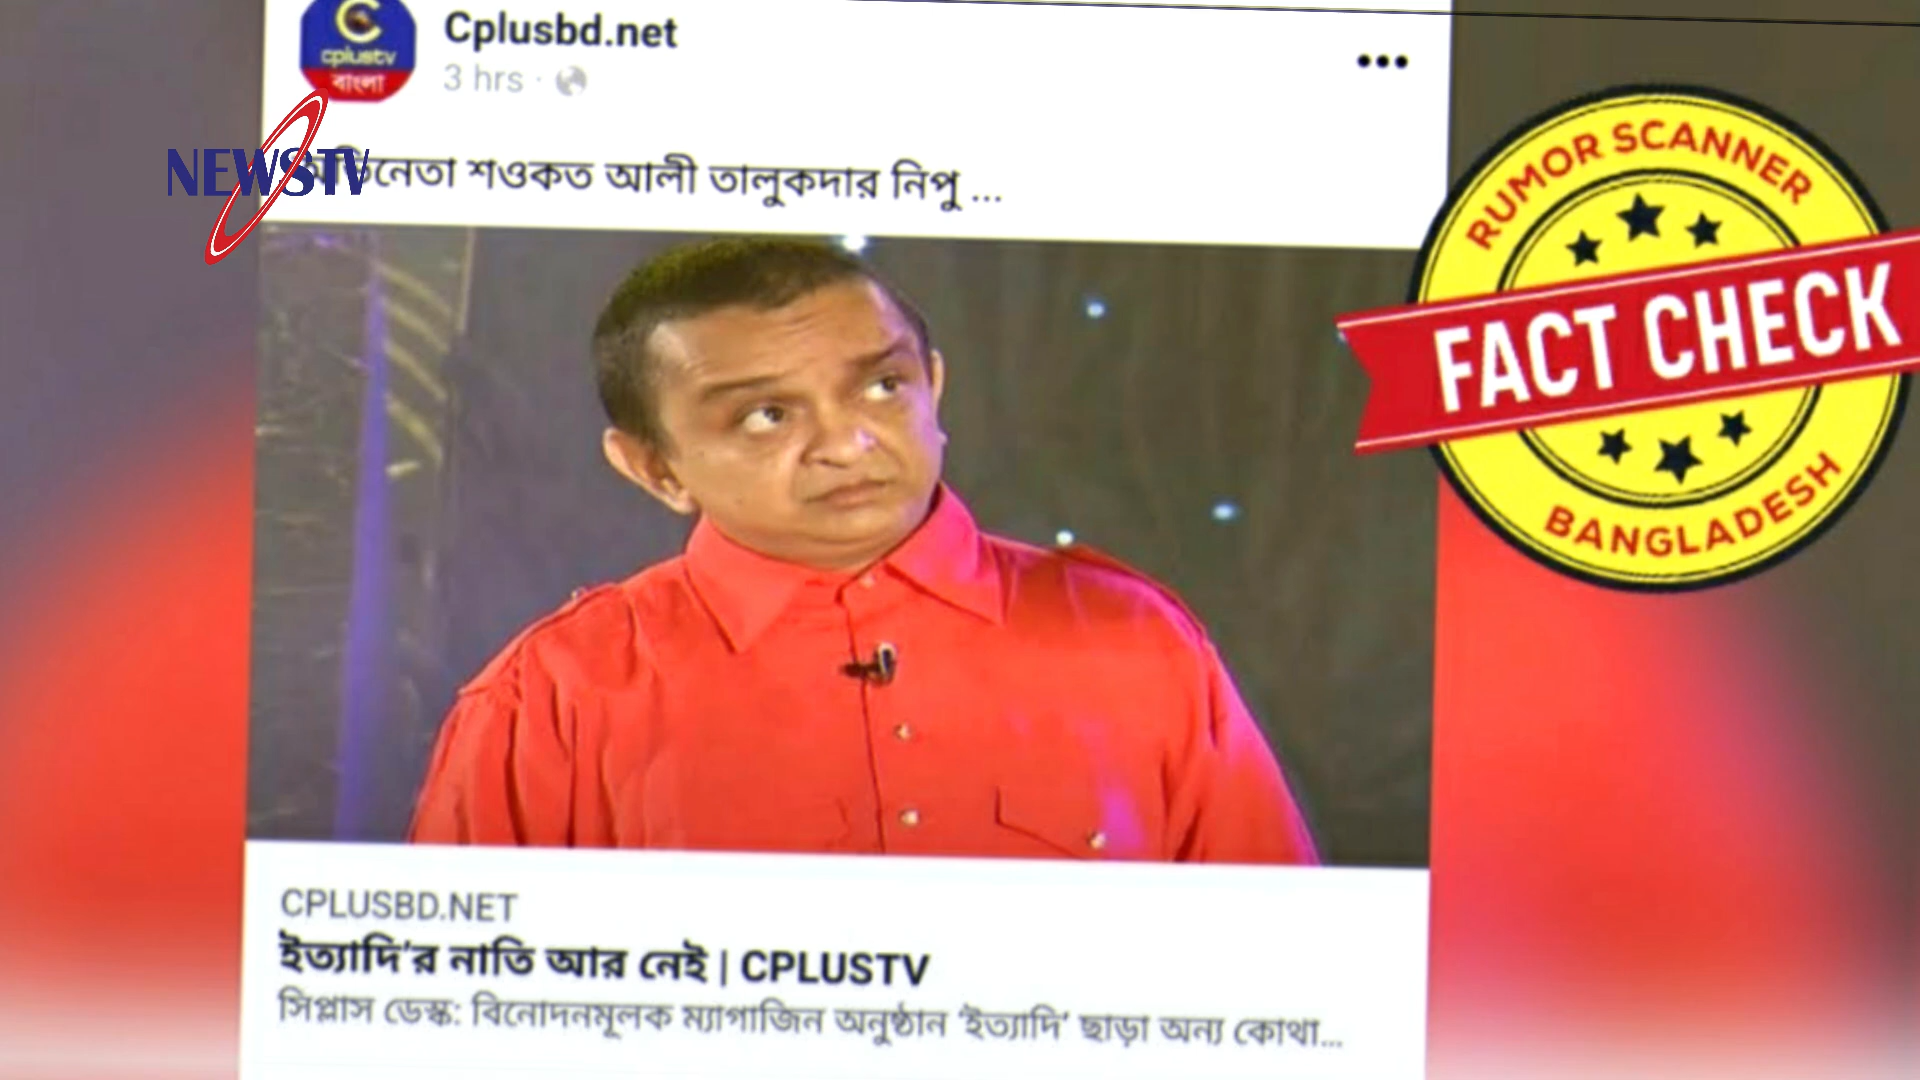 cplustv
বাংলা
Cplusbd.net
3 hrs ·
NEWSTV
অভিনেতা শওকত আলী তালুকদার নিপু ...
RUMOR SCANNER
FACT CHECK
BANGLADESH
CPLUSBD.NET
ইত্যাদি'র নাতি আর নেই | CPLUSTV
সিপ্লাস ডেস্ক: বিনোদনমূলক ম্যাগাজিন অনুষ্ঠান ‘ইত্যাদি’ ছাড়া অন্য কোথা...